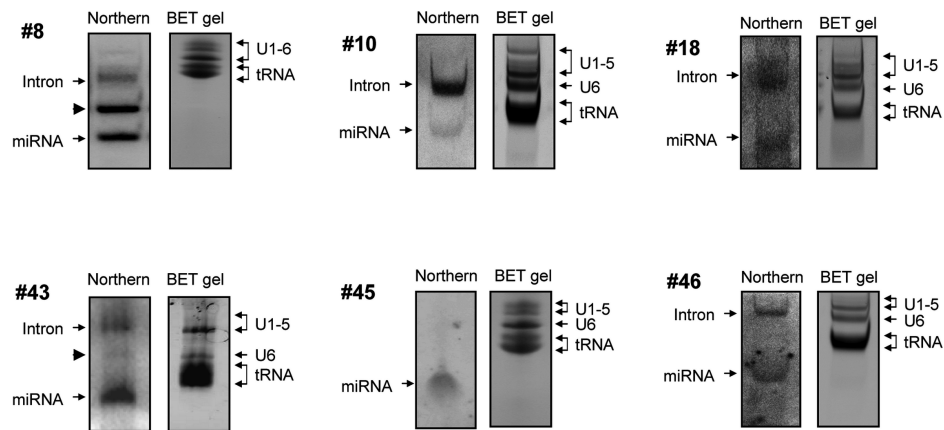 #8
Northern
BET gel
Intron
miRNA
U1-6
tRNA
#10
Northern
BET gel
Intron
miRNA
U1-5
U6
tRNA
#18
Northern
BET gel
Intron
miRNA
U1-5
U6
tRNA
#43
Northern
BET gel
Intron
miRNA
U1-5
U6
tRNA
#45
Northern
BET gel
miRNA
U1-5
U6
tRNA
#46
Northern
BET gel
Intron
miRNA
U1-5
U6
tRNA